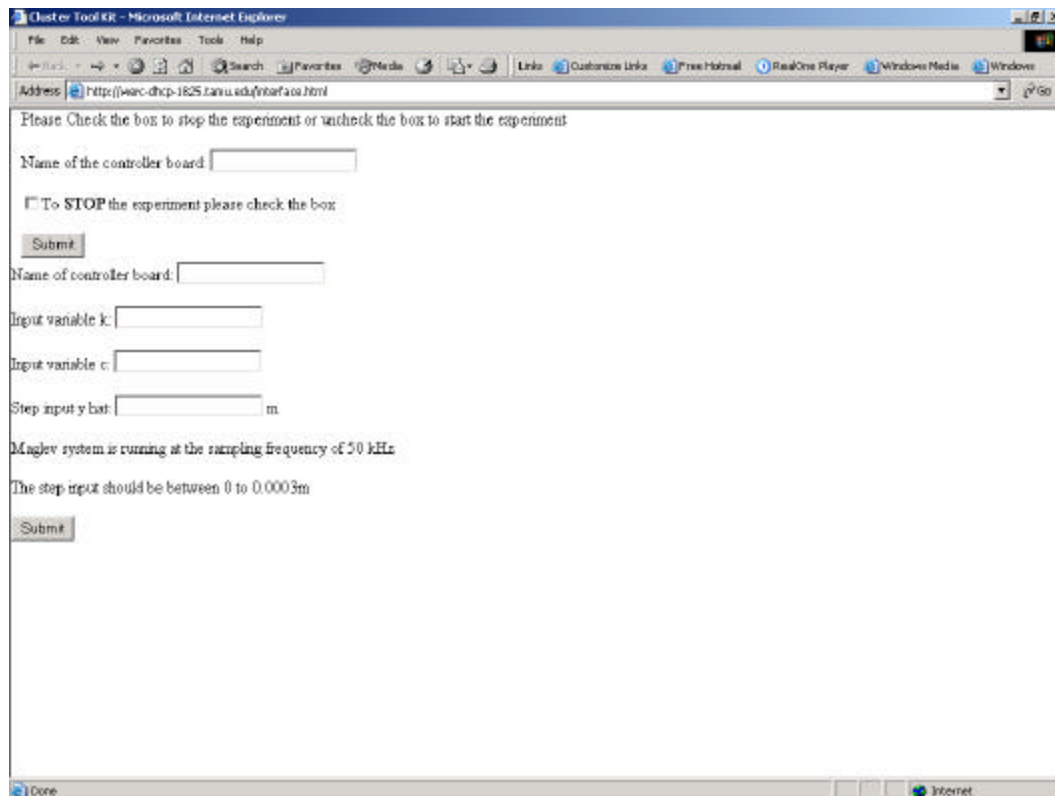 Cluster Tool Kit - Microsoft Internet Explorer
File Edit View Favorites Tools Help
Back Search Favorites Media Links Customize Links Free Hotmail RealOne Player Windows Media Windows
Address http://werc-dhcp-1825.tamu.edu/interface.html Go
Please Check the box to stop the experiment or uncheck the box to start the experiment
Name of the controller board:
To STOP the experiment please check the box
Submit
Name of controller board:
Input variable k:
Input variable c:
Step input y hat: m
Maglev system is running at the sampling frequency of 50 kHz
The step input should be between 0 to 0.0003m
Submit
Done Internet